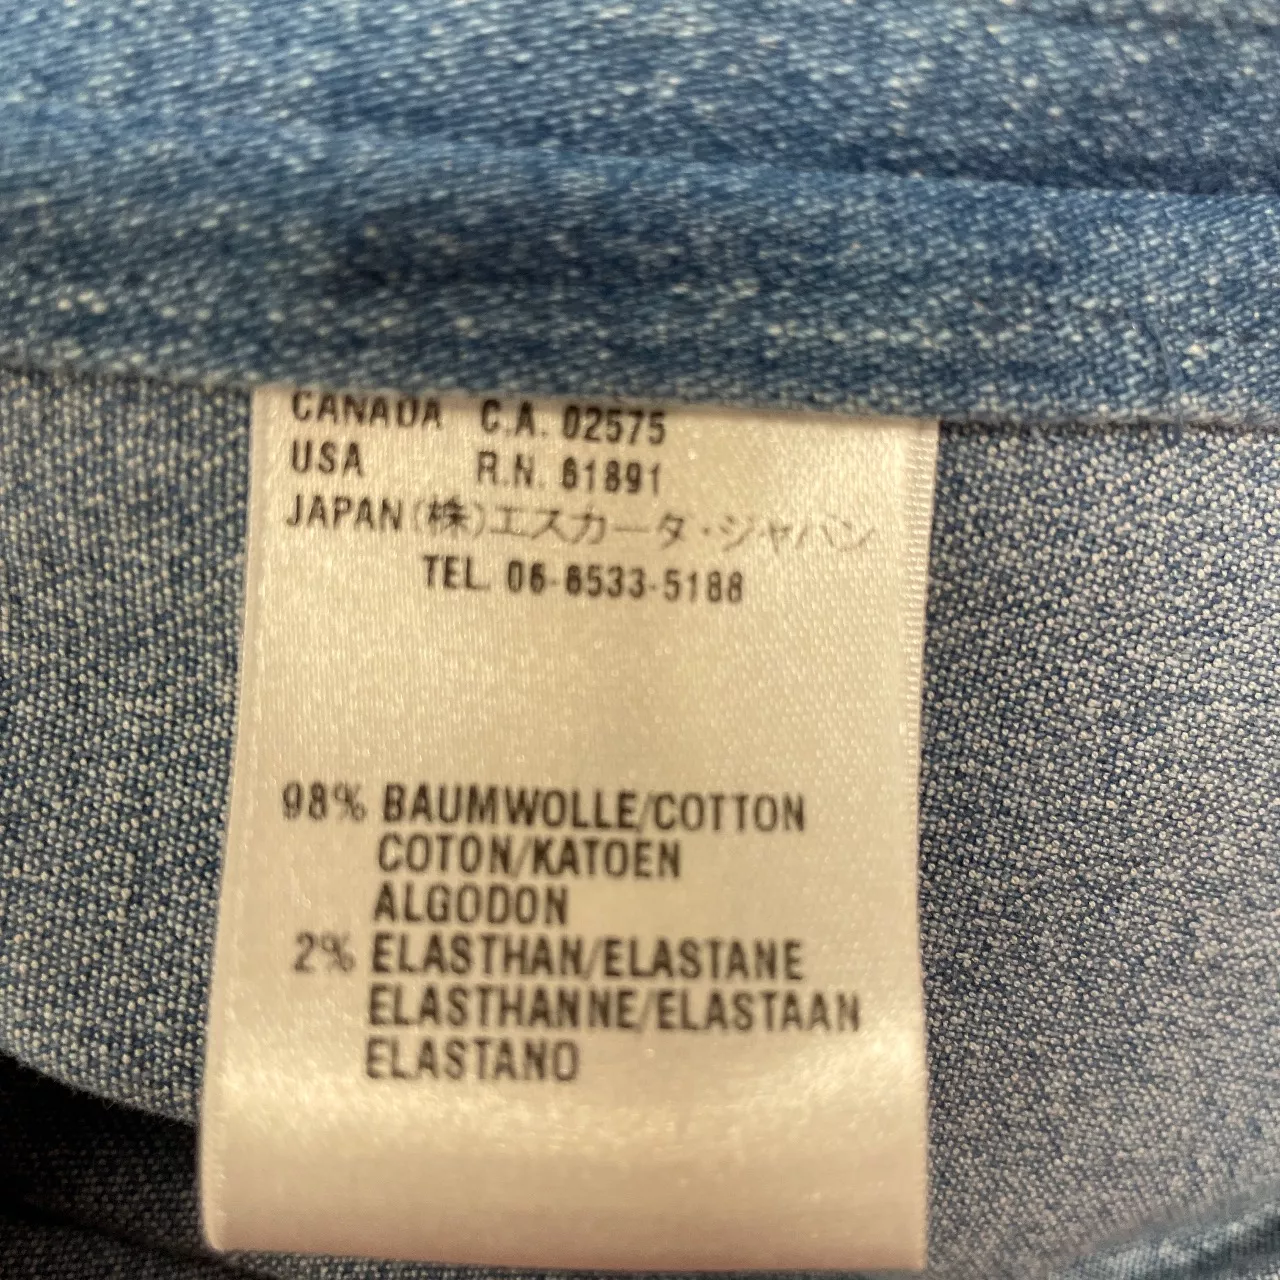 CANADA C.A. 02575
USA R.N. 61891
JAPAN (株)エスカーダ・ジャパン
TEL. 06-6533-5188
98% BAUMWOLLE/COTTON
COTON/KATOEN
ALGODON
2% ELASTHAN/ELASTANE
ELASTHANNE/ELASTAAN
ELASTANO